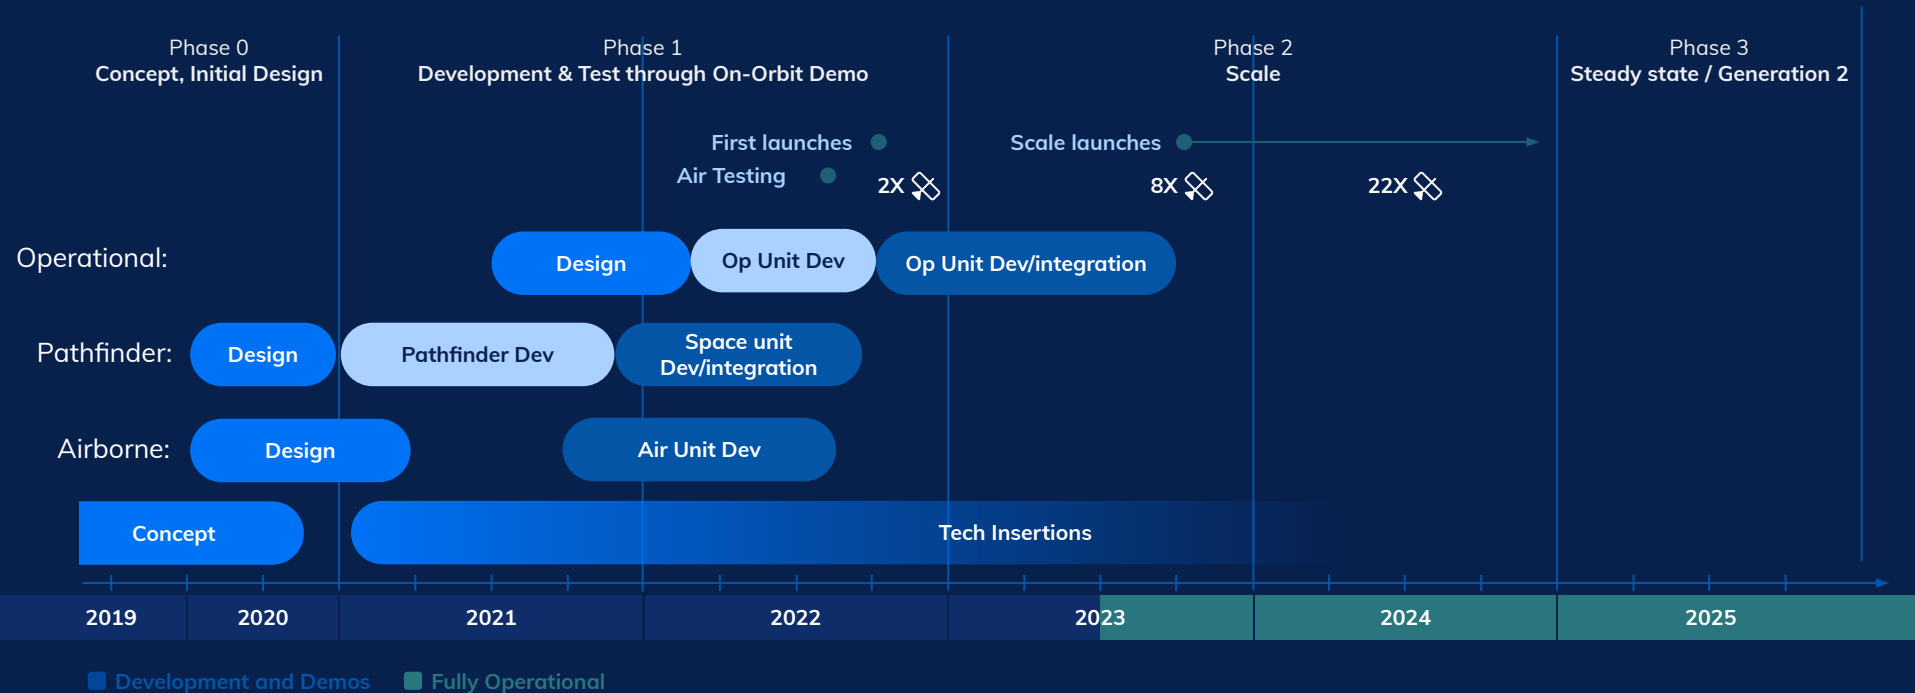 Phase 0
Concept, Initial Design
Phase 1
Development & Test through On-Orbit Demo
Phase 2
Scale
Phase 3
Steady state / Generation 2
First launches
Scale launches
Air Testing
2X
8X
22X
Operational:
Design
Op Unit Dev
Op Unit Dev/integration
Pathfinder:
Design
Pathfinder Dev
Space unit
Dev/integration
Airborne:
Design
Air Unit Dev
Concept
Tech Insertions
2019
2020
2021
2022
2023
2024
2025
Development and Demos
Fully Operational